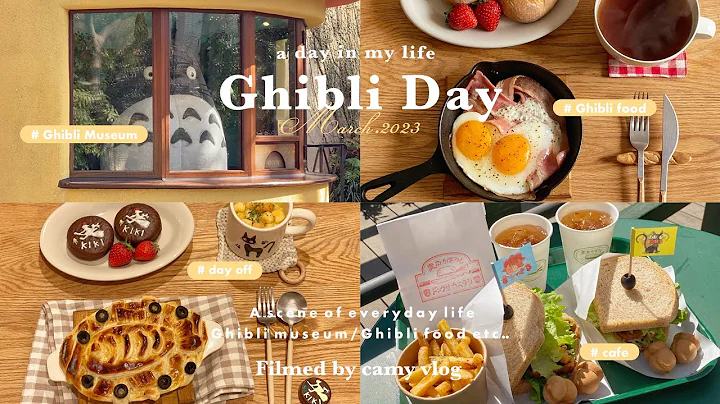 a day in my life
Ghibli Day
March.2023
# Ghibli Museum
# Ghibli food
KIKI
KIKI
# day off
A scene of everyday life
Ghibli museum/Ghibli food etc..
Filmed by camy vlog
# cafe
KIKI